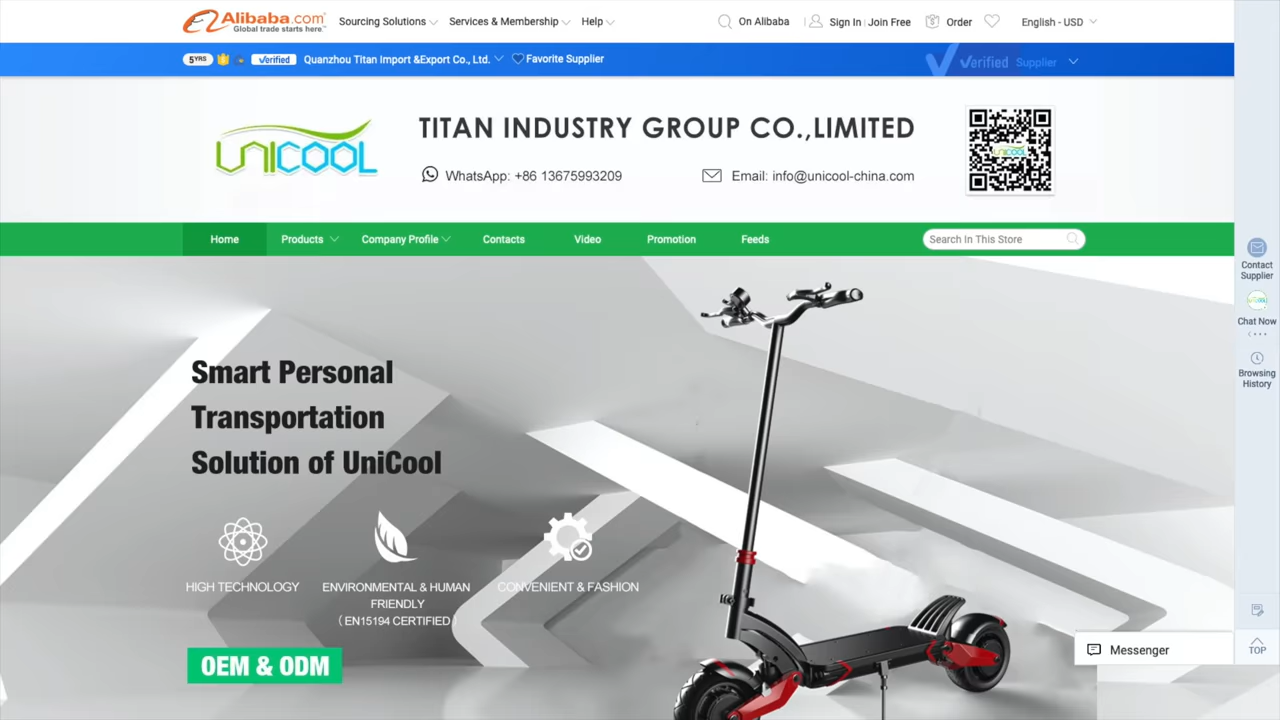 Alibaba.com
Global trade starts here.™
Sourcing Solutions
Services & Membership
Help
On Alibaba
Sign In
Join Free
Order
English - USD
5YRS
Verified
Quanzhou Titan Import &Export Co., Ltd.
Favorite Supplier
Verified Supplier
UNICOOL
TITAN INDUSTRY GROUP CO.,LIMITED
WhatsApp: +86 13675993209
Email: info@unicool-china.com
Home
Products
Company Profile
Contacts
Video
Promotion
Feeds
Search In This Store
Contact
Supplier
Chat Now
Browsing
History
Smart Personal
Transportation
Solution of UniCool
HIGH TECHNOLOGY
ENVIRONMENTAL & HUMAN
FRIENDLY
( EN15194 CERTIFIED )
CONVENIENT & FASHION
OEM & ODM
Messenger
TOP